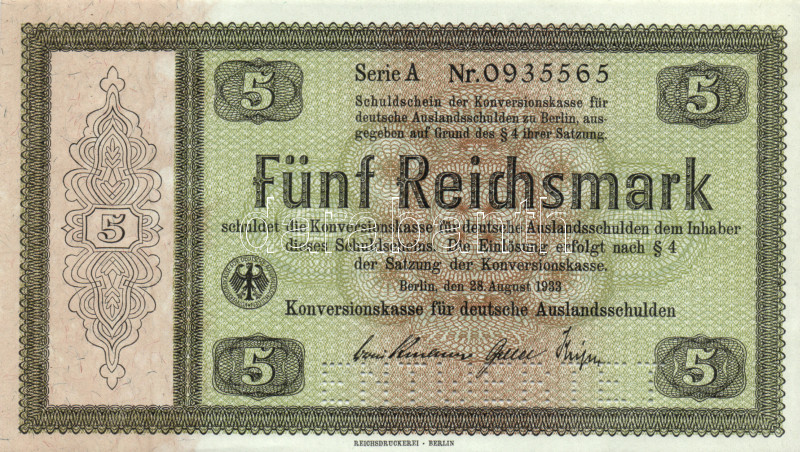 5
Serie A Nr. 0935565
5
Schuldschein der Konversionskasse für
deutsche Auslandsschulden zu Berlin, aus-
gegeben auf Grund des § 4 ihrer Satzung.
Fünf Reichsmark
schuldet die Konversionskasse für deutsche Auslandsschulden dem Inhaber
dieses Schuldscheins. Die Einlösung erfolgt nach § 4
der Satzung der Konversionskasse.
Berlin, den 28. August 1933
Konversionskasse für deutsche Auslandsschulden
5
5
5
REICHSDRUCKEREI · BERLIN
darabanth